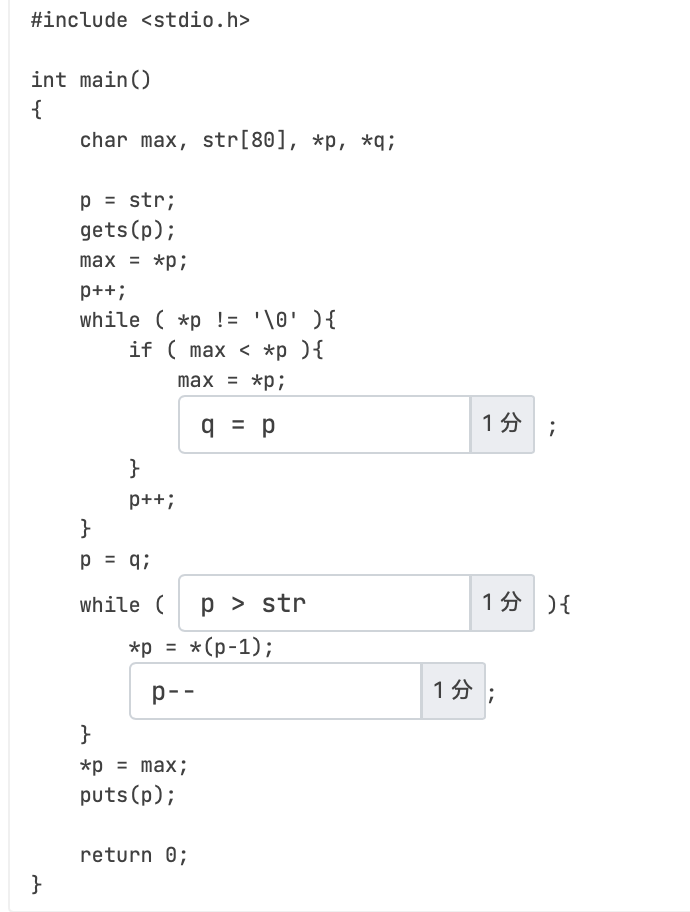 #include <stdio.h>
int main()
{
    char max, str[80], *p, *q;
    p = str;
    gets(p);
    max = *p;
    p++;
    while ( *p != '\0' ){
        if ( max < *p ){
            max = *p;
            q = p 1 分 ;
        }
        p++;
    }
    p = q;
    while ( p > str 1 分 ){
        *p = *(p-1);
        p-- 1 分 ;
    }
    *p = max;
    puts(p);
    return 0;
}